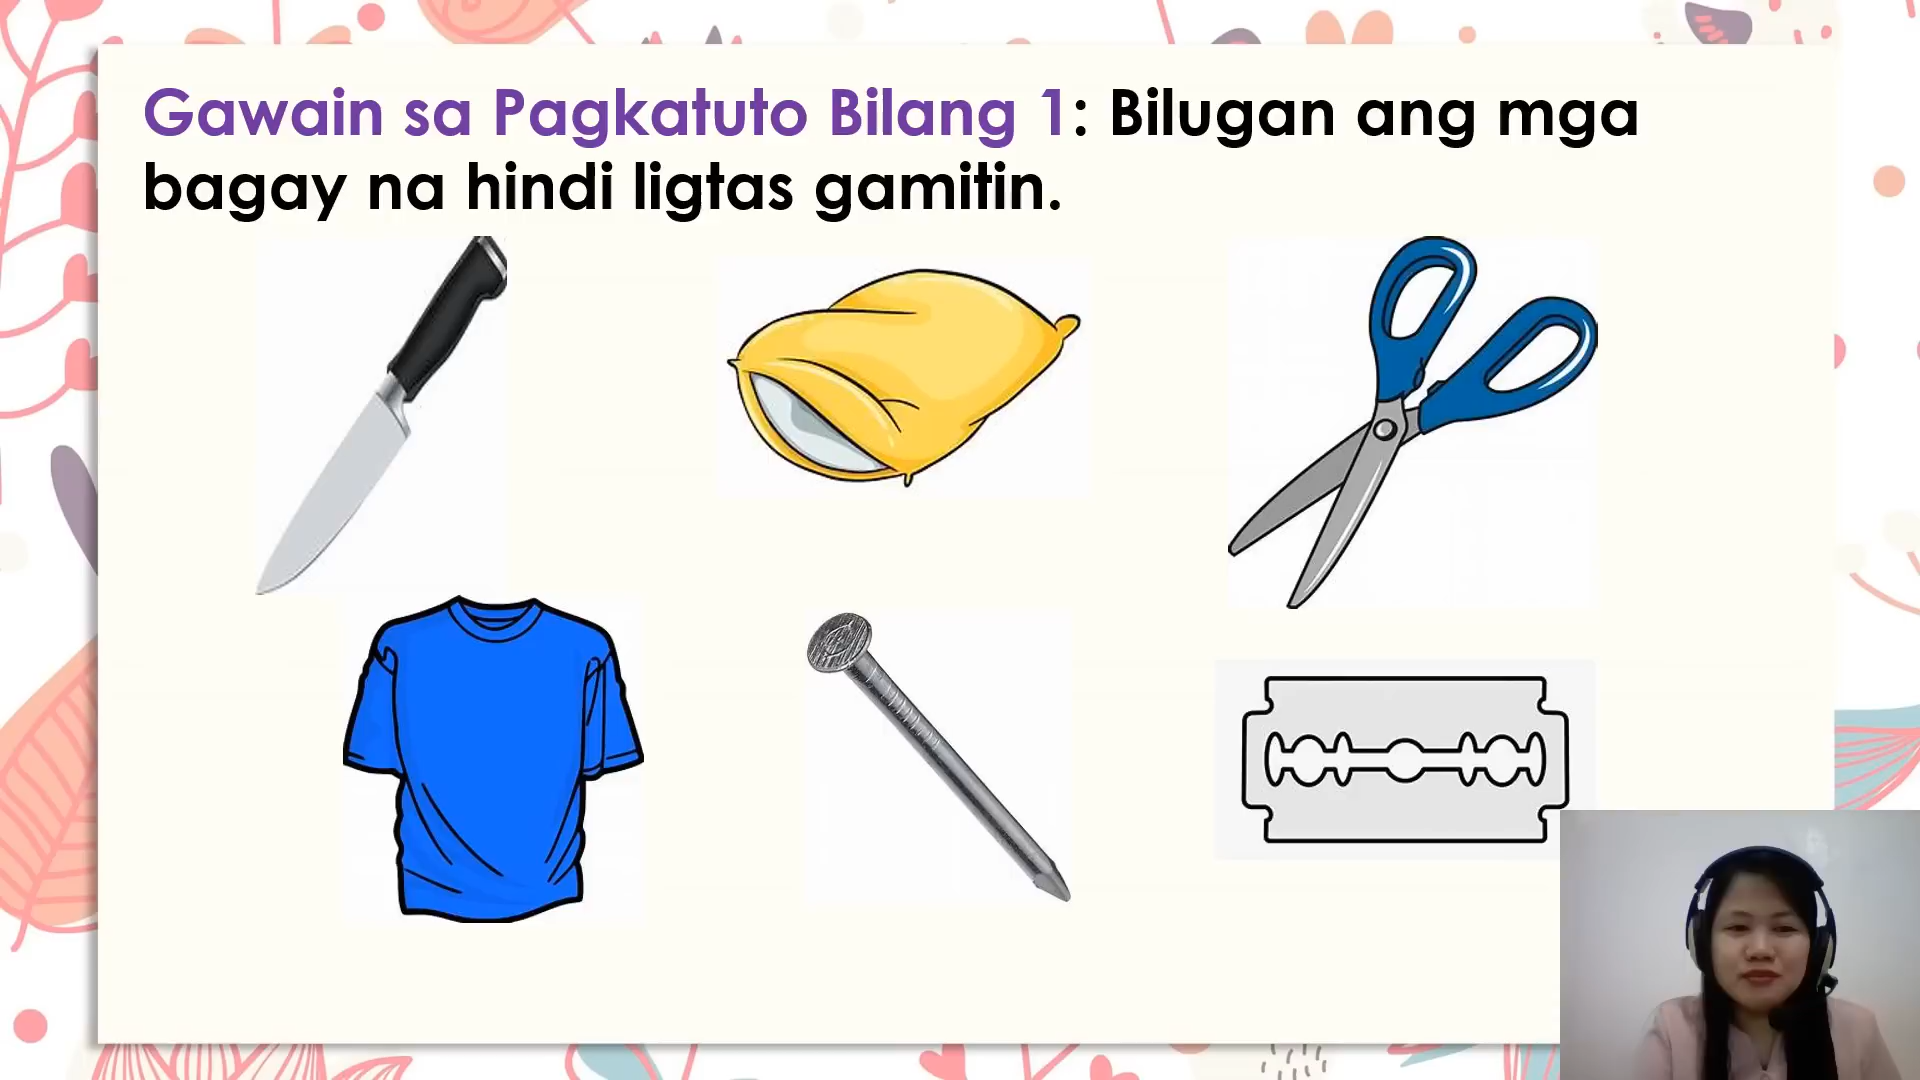 Gawain sa Pagkatuto Bilang 1: Bilugan ang mga
bagay na hindi ligtas gamitin.